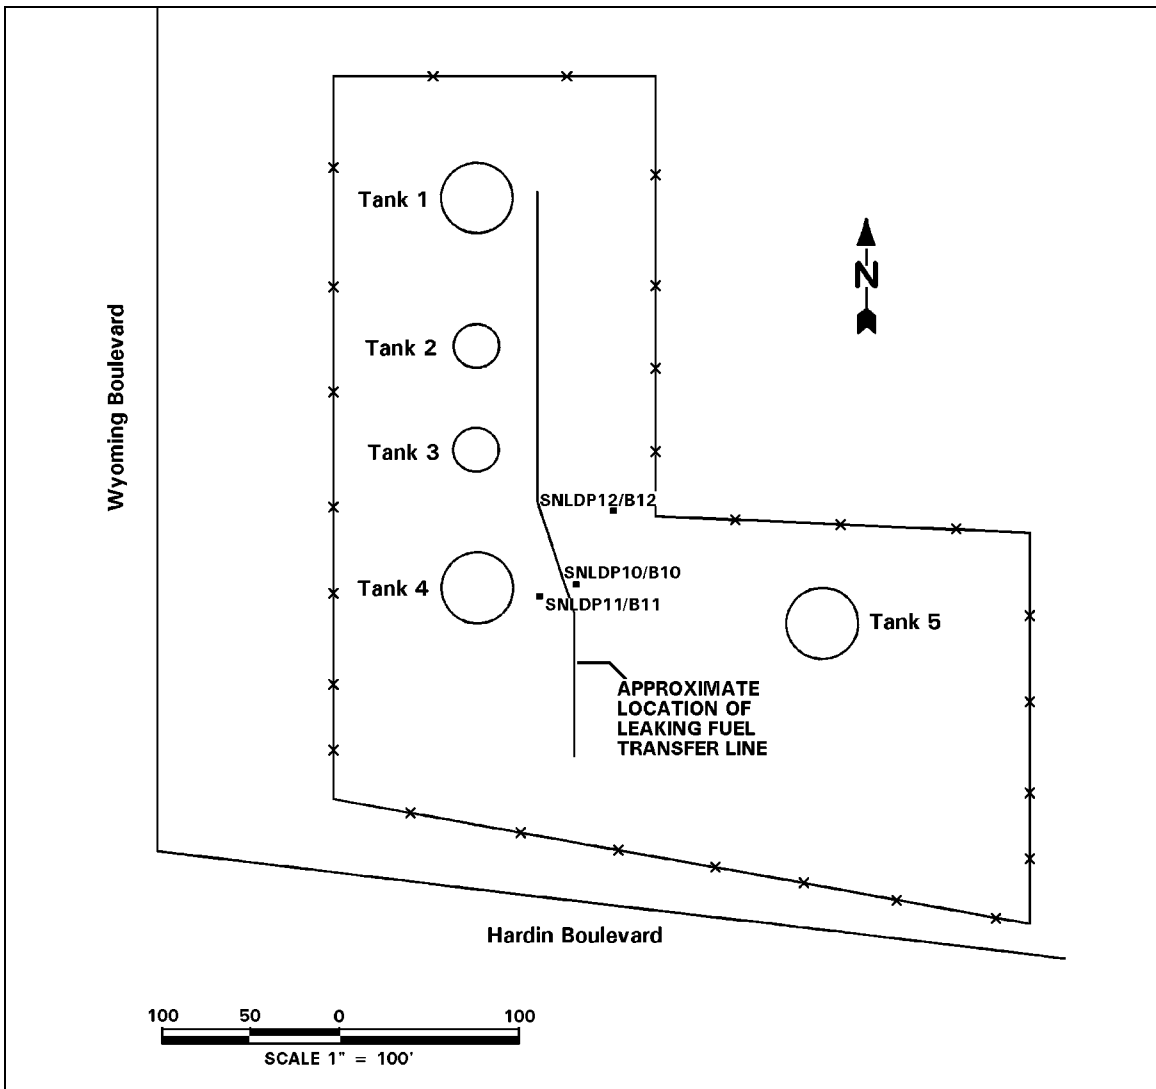 Tank 1
N
Wyoming Boulevard
Tank 2
Tank 3
SNLDP12/B12
SNLDP10/B10
Tank 4
SNLDP11/B11
Tank 5
APPROXIMATE
LOCATION OF
LEAKING FUEL
TRANSFER LINE
Hardin Boulevard
100 50 0 100
SCALE 1" = 100'